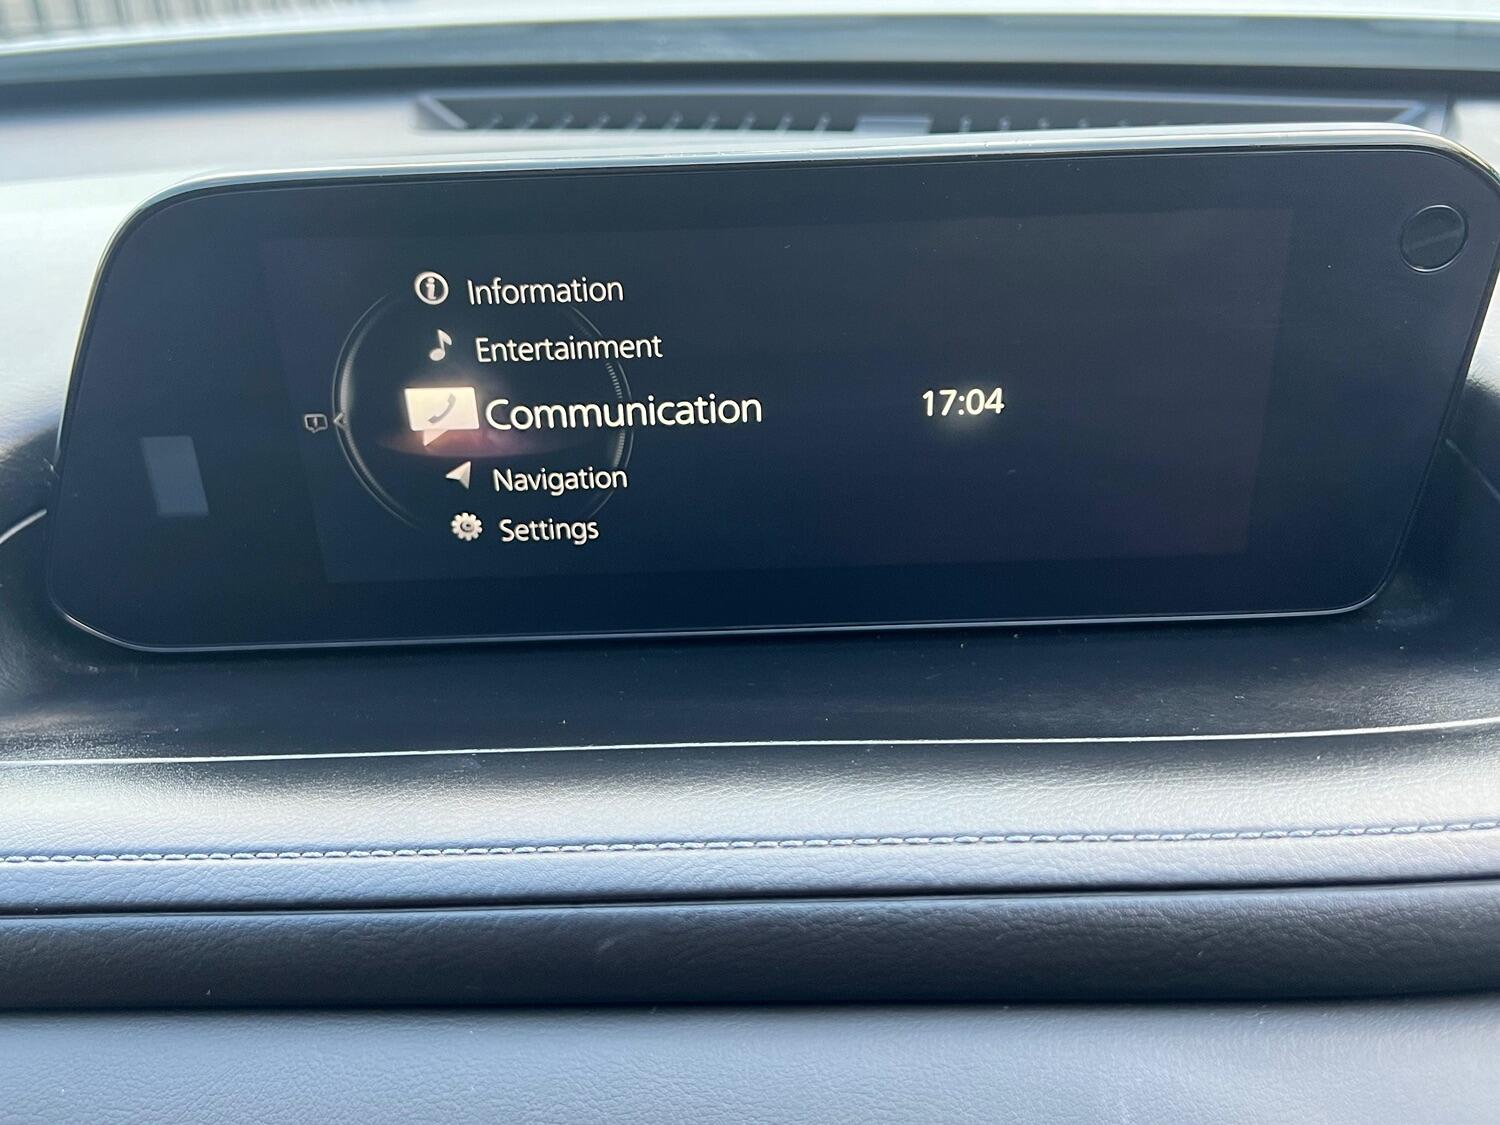 Information
Entertainment
Communication
17:04
Navigation
Settings